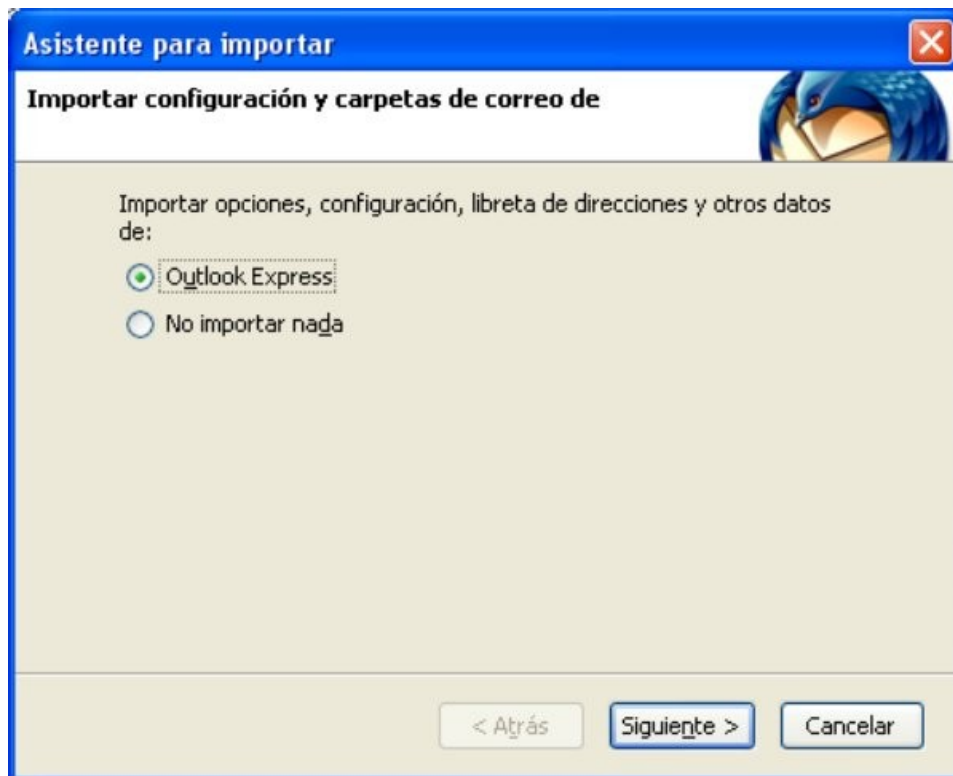 Asistente para importar
Importar configuración y carpetas de correo de
Importar opciones, configuración, libreta de direcciones y otros datos
de:
Outlook Express
No importar nada
< Atrás Siguiente > Cancelar